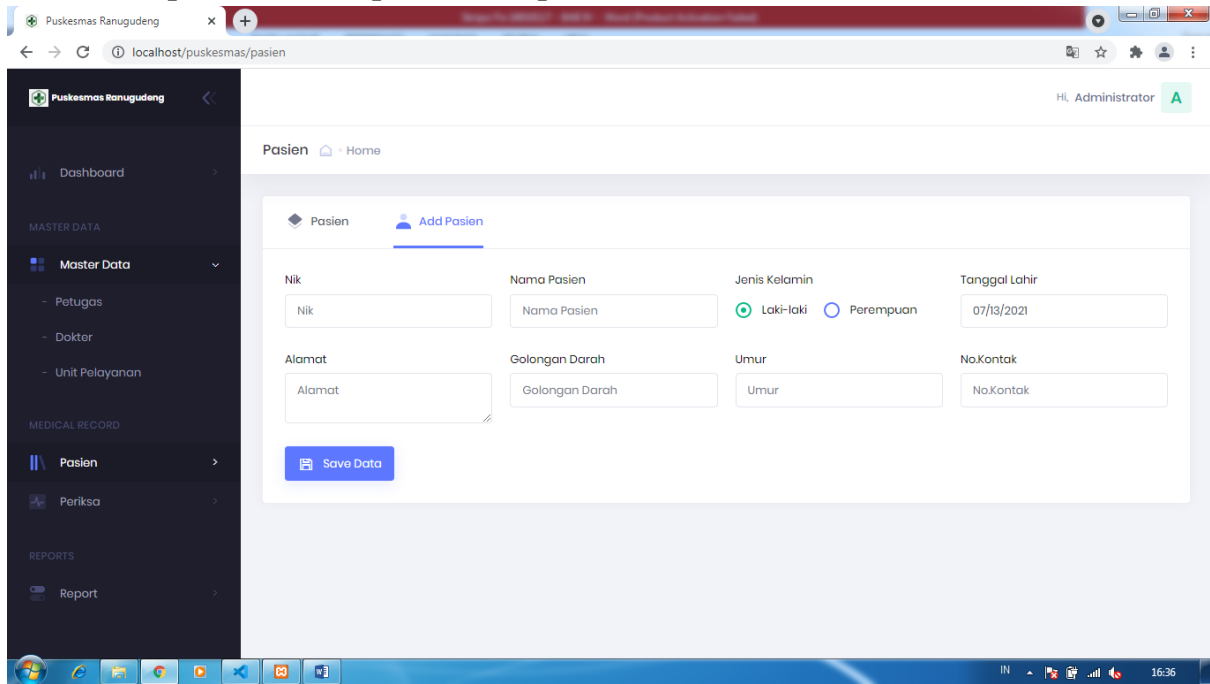 Puskesmas Ranugudeng
localhost/puskesmas/pasien
Puskesmas Ranugudeng
Hi, Administrator A
Pasien Home
Dashboard
MASTER DATA
Master Data
- Petugas
- Dokter
- Unit Pelayanan
MEDICAL RECORD
Pasien
Periksa
REPORTS
Report
Pasien Add Pasien
Nik Nama Pasien Jenis Kelamin Tanggal Lahir
Nik Nama Pasien Laki-laki Perempuan 07/13/2021
Alamat Golongan Darah Umur No.Kontak
Alamat Golongan Darah Umur No.Kontak
Save Data
IN 16:36